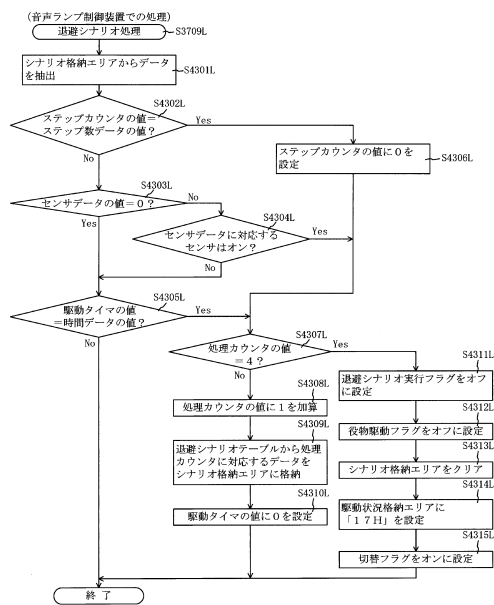 (音声ランプ制御装置での処理)
退避シナリオ処理
S3709L
シナリオ格納エリアからデータ
を抽出
S4301L
S4302L
ステップカウンタの値=
ステップ数データの値?
Yes
No
ステップカウンタの値に0を
設定
S4306L
S4303L
センサデータの値=0?
No
Yes
S4304L
センサデータに対応する
センサはオン?
Yes
No
S4305L
駆動タイマの値
=時間データの値?
Yes
No
S4307L
処理カウンタの値
=4?
Yes
No
S4308L
処理カウンタの値に1を加算
S4309L
退避シナリオテーブルから処理
カウンタに対応するデータを
シナリオ格納エリアに格納
S4310L
駆動タイマの値に0を設定
S4311L
退避シナリオ実行フラグをオフ
に設定
S4312L
役物駆動フラグをオフに設定
S4313L
シナリオ格納エリアをクリア
S4314L
駆動状況格納エリアに
「17H」を設定
S4315L
切替フラグをオンに設定
終了